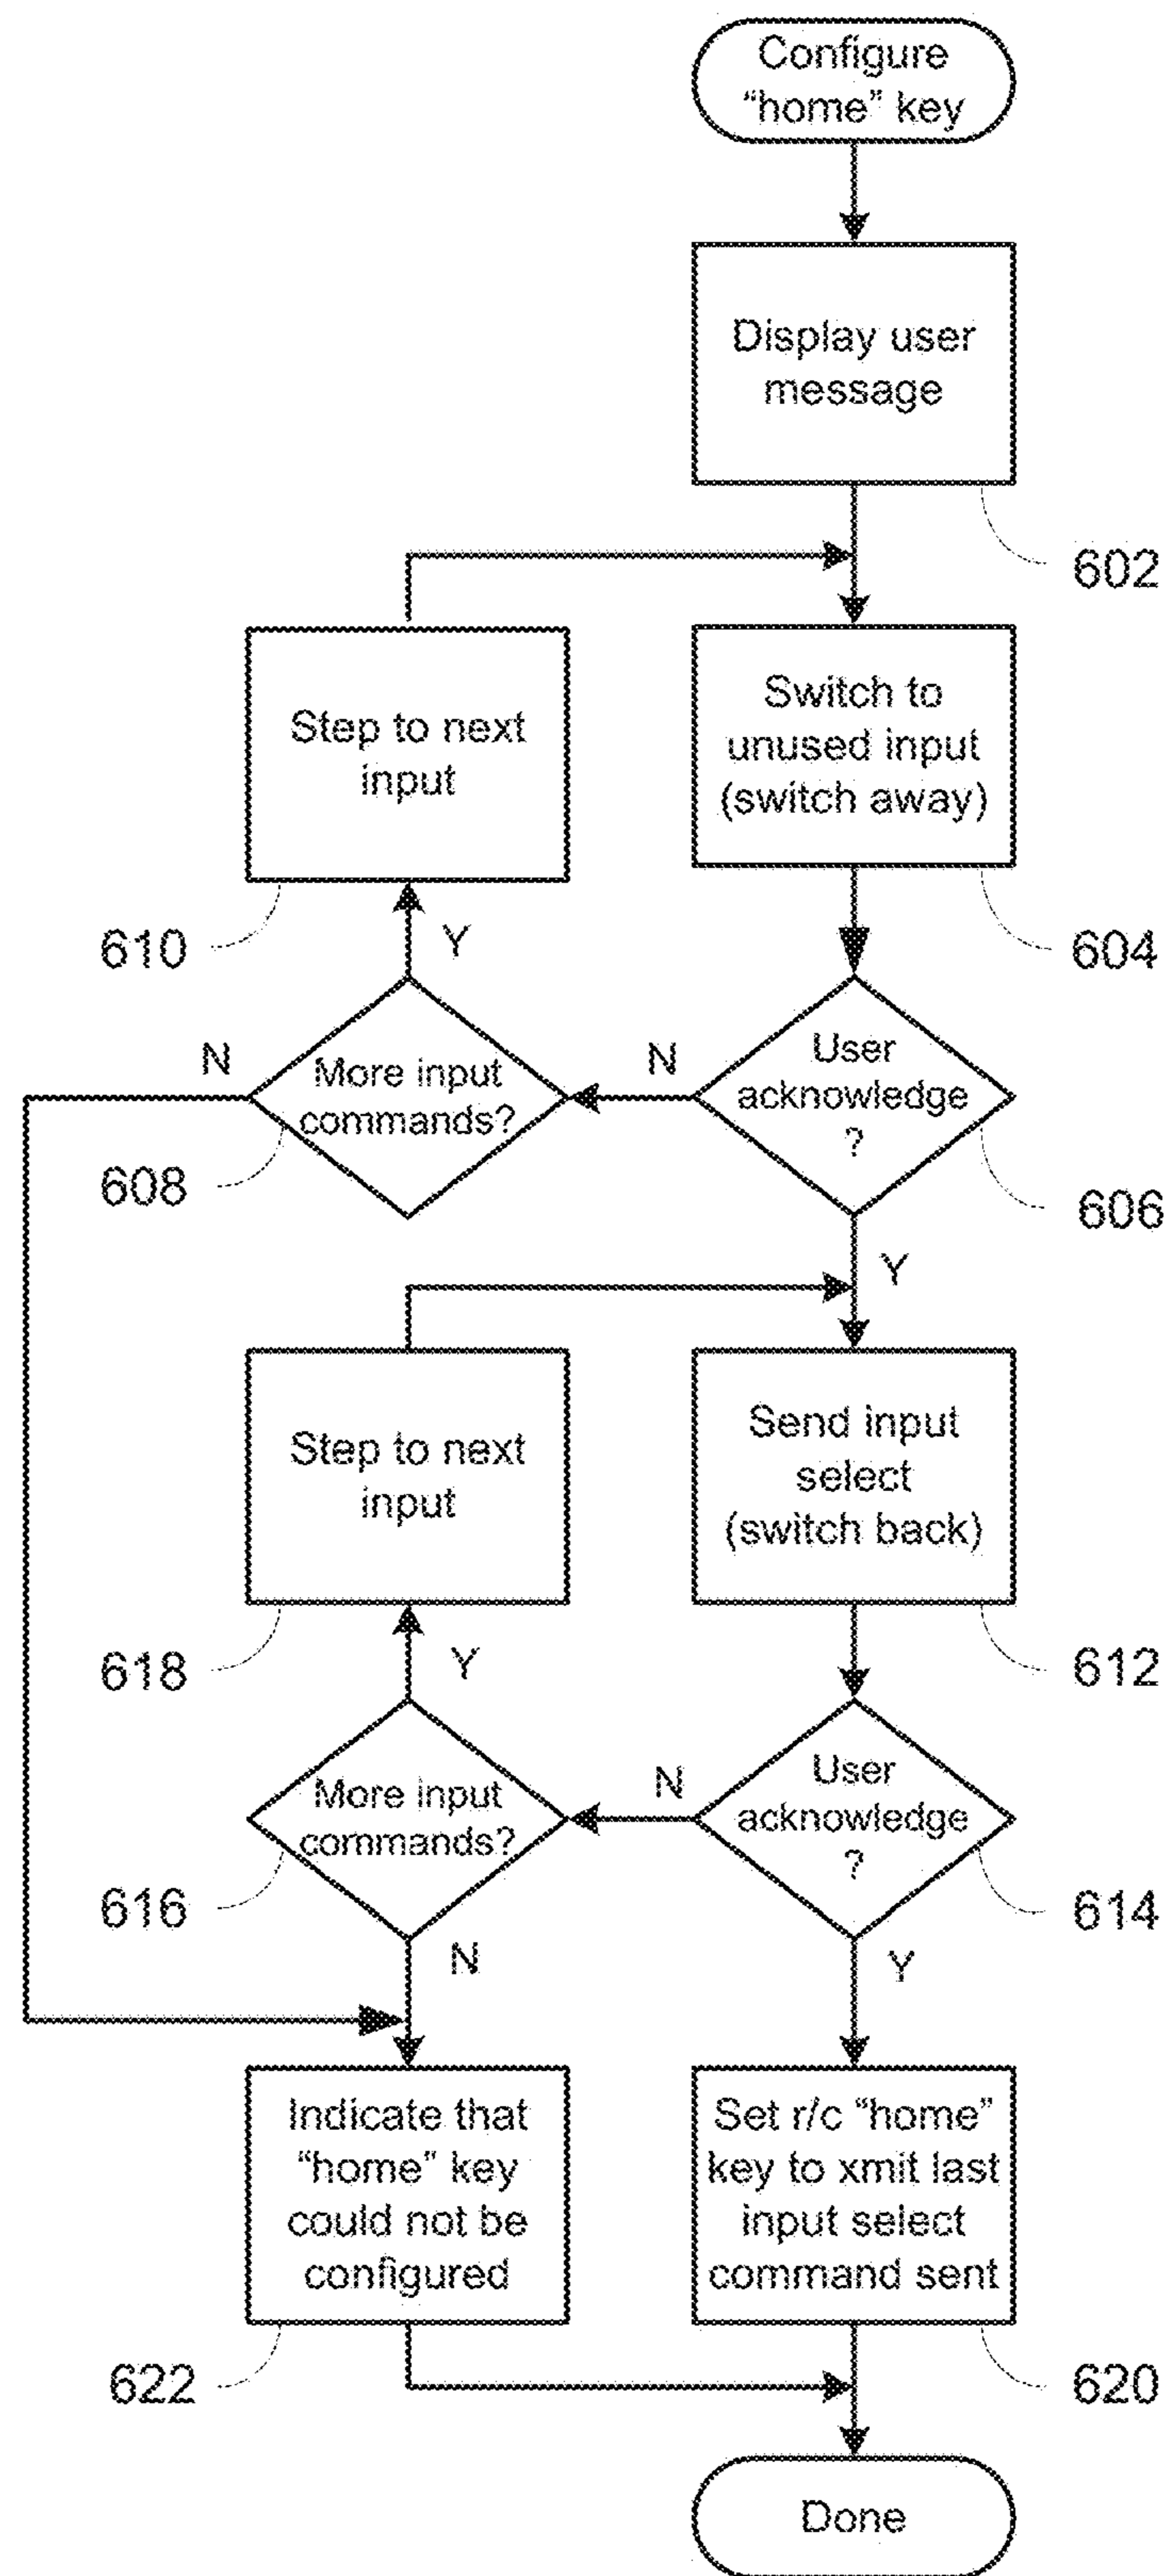 Configure
“home” key
Display user
message
602
Step to next
input
Switch to
unused input
(switch away)
610
Y
604
N
More input
commands?
N
User
acknowledge
?
608
606
Y
Step to next
input
Send input
select
(switch back)
618
Y
612
More input
commands?
N
User
acknowledge
?
616
614
N
Y
Indicate that
“home” key
could not be
configured
Set r/c “home”
key to xmit last
input select
command sent
622
620
Done